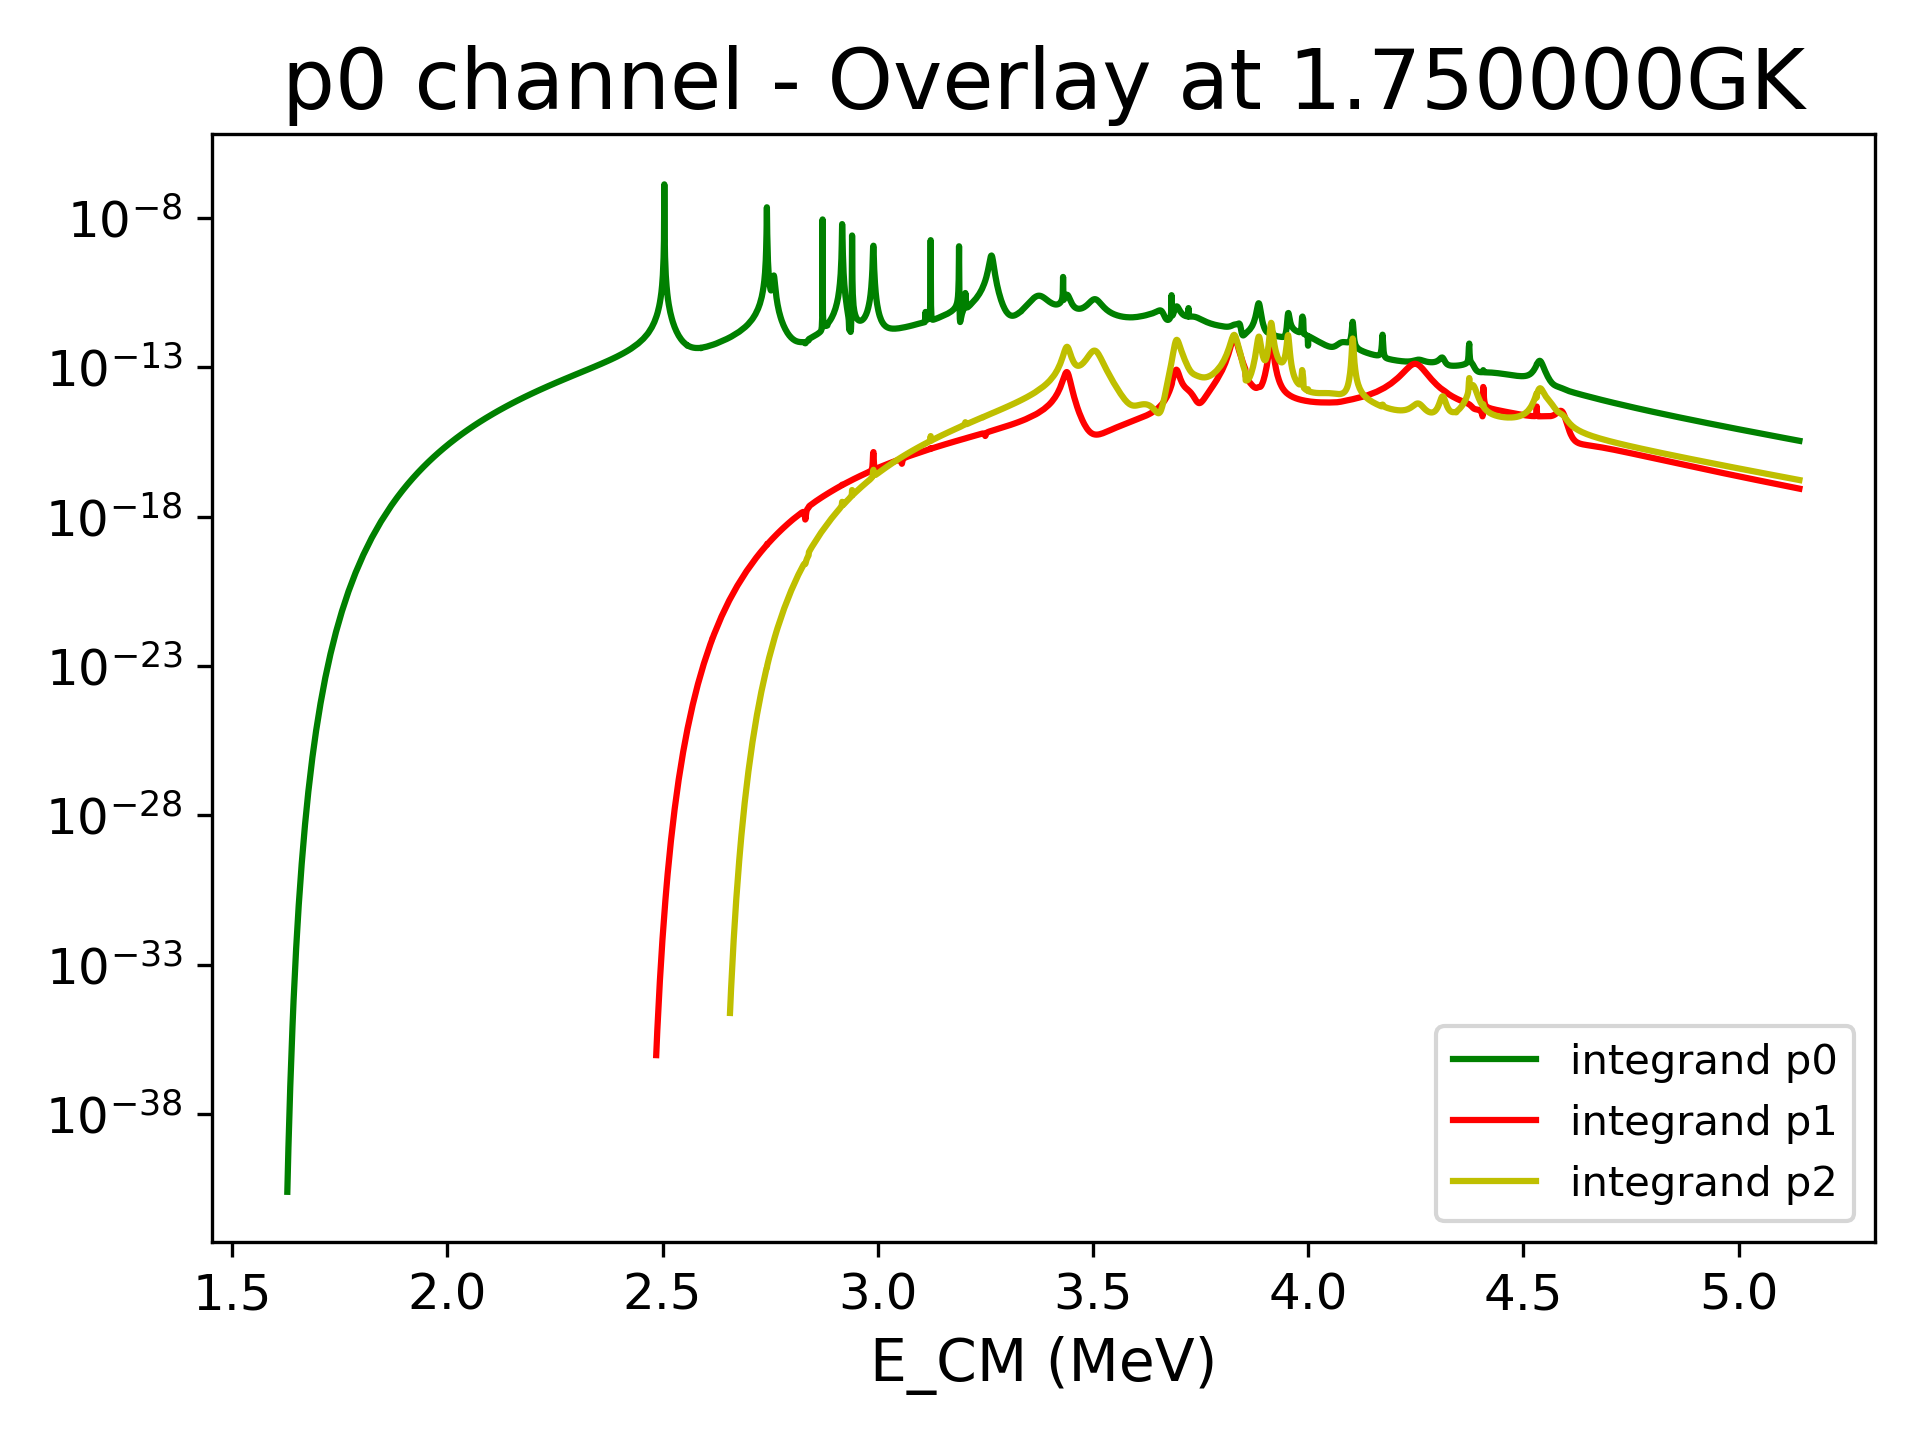 p0 channel - Overlay at 1.750000GK
10⁻⁸
10⁻¹³
10⁻¹⁸
10⁻²³
10⁻²⁸
10⁻³³
10⁻³⁸
integrand p0
integrand p1
integrand p2
1.5 2.0 2.5 3.0 3.5 4.0 4.5 5.0
E_CM (MeV)